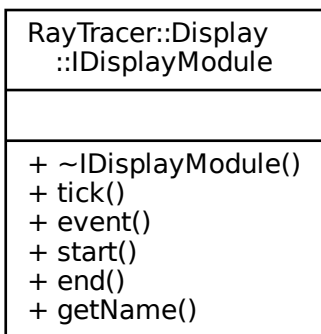 RayTracer::Display
::IDisplayModule
+ ~IDisplayModule()
+ tick()
+ event()
+ start()
+ end()
+ getName()